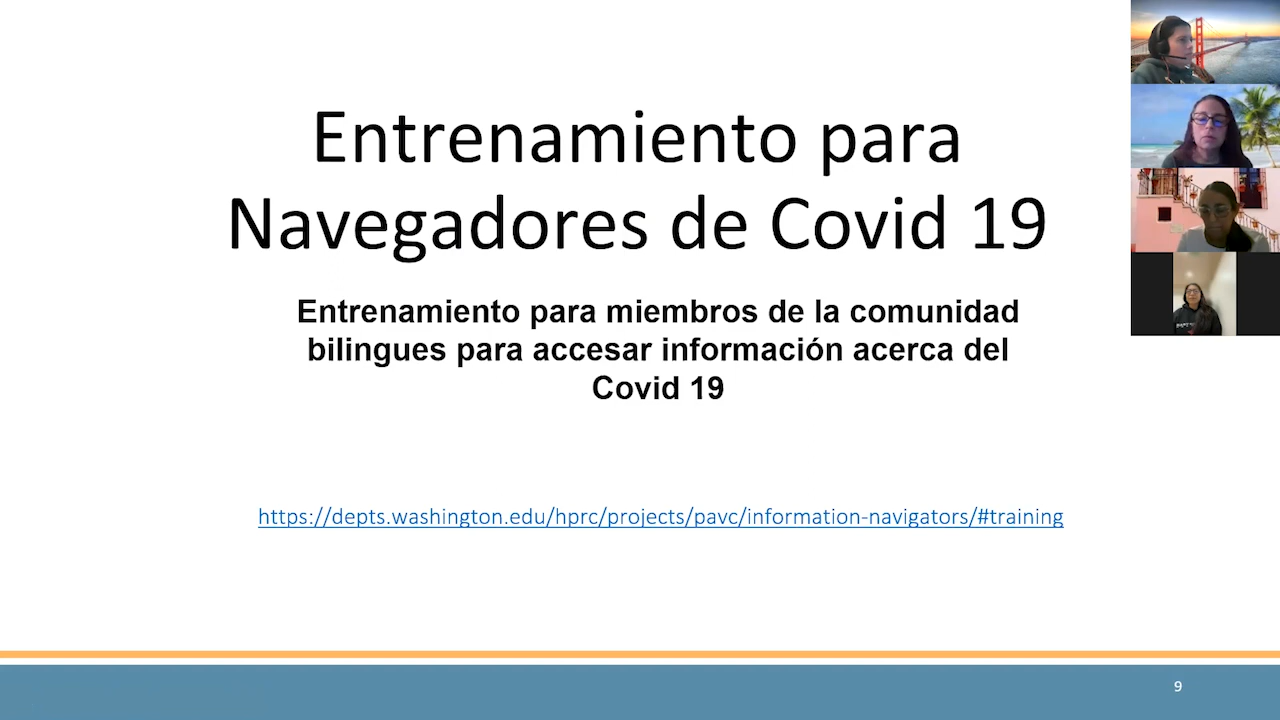 Entrenamiento para
Navegadores de Covid 19
Entrenamiento para miembros de la comunidad
bilingues para accesar información acerca del
Covid 19
https://depts.washington.edu/hprc/projects/pavc/information-navigators/#training
9